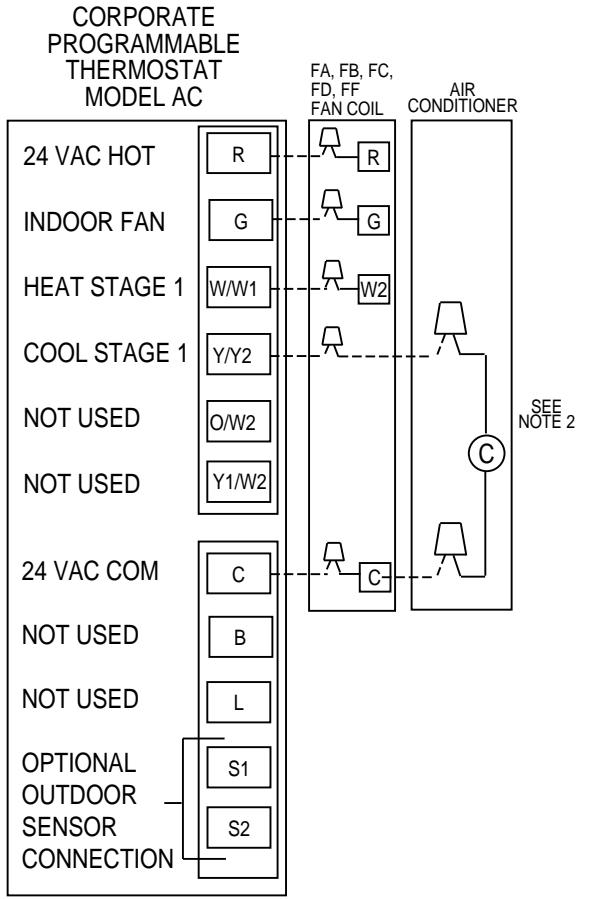 CORPORATE
PROGRAMMABLE
THERMOSTAT
MODEL AC
FA, FB, FC,
FD, FF
FAN COIL
AIR
CONDITIONER
24 VAC HOT R R
INDOOR FAN G G
HEAT STAGE 1 W/W1 W2
COOL STAGE 1 Y/Y2
NOT USED O/W2
SEE
NOTE 2
C
NOT USED Y1/W2
24 VAC COM C C
NOT USED B
NOT USED L
OPTIONAL S1
OUTDOOR
SENSOR S2
CONNECTION